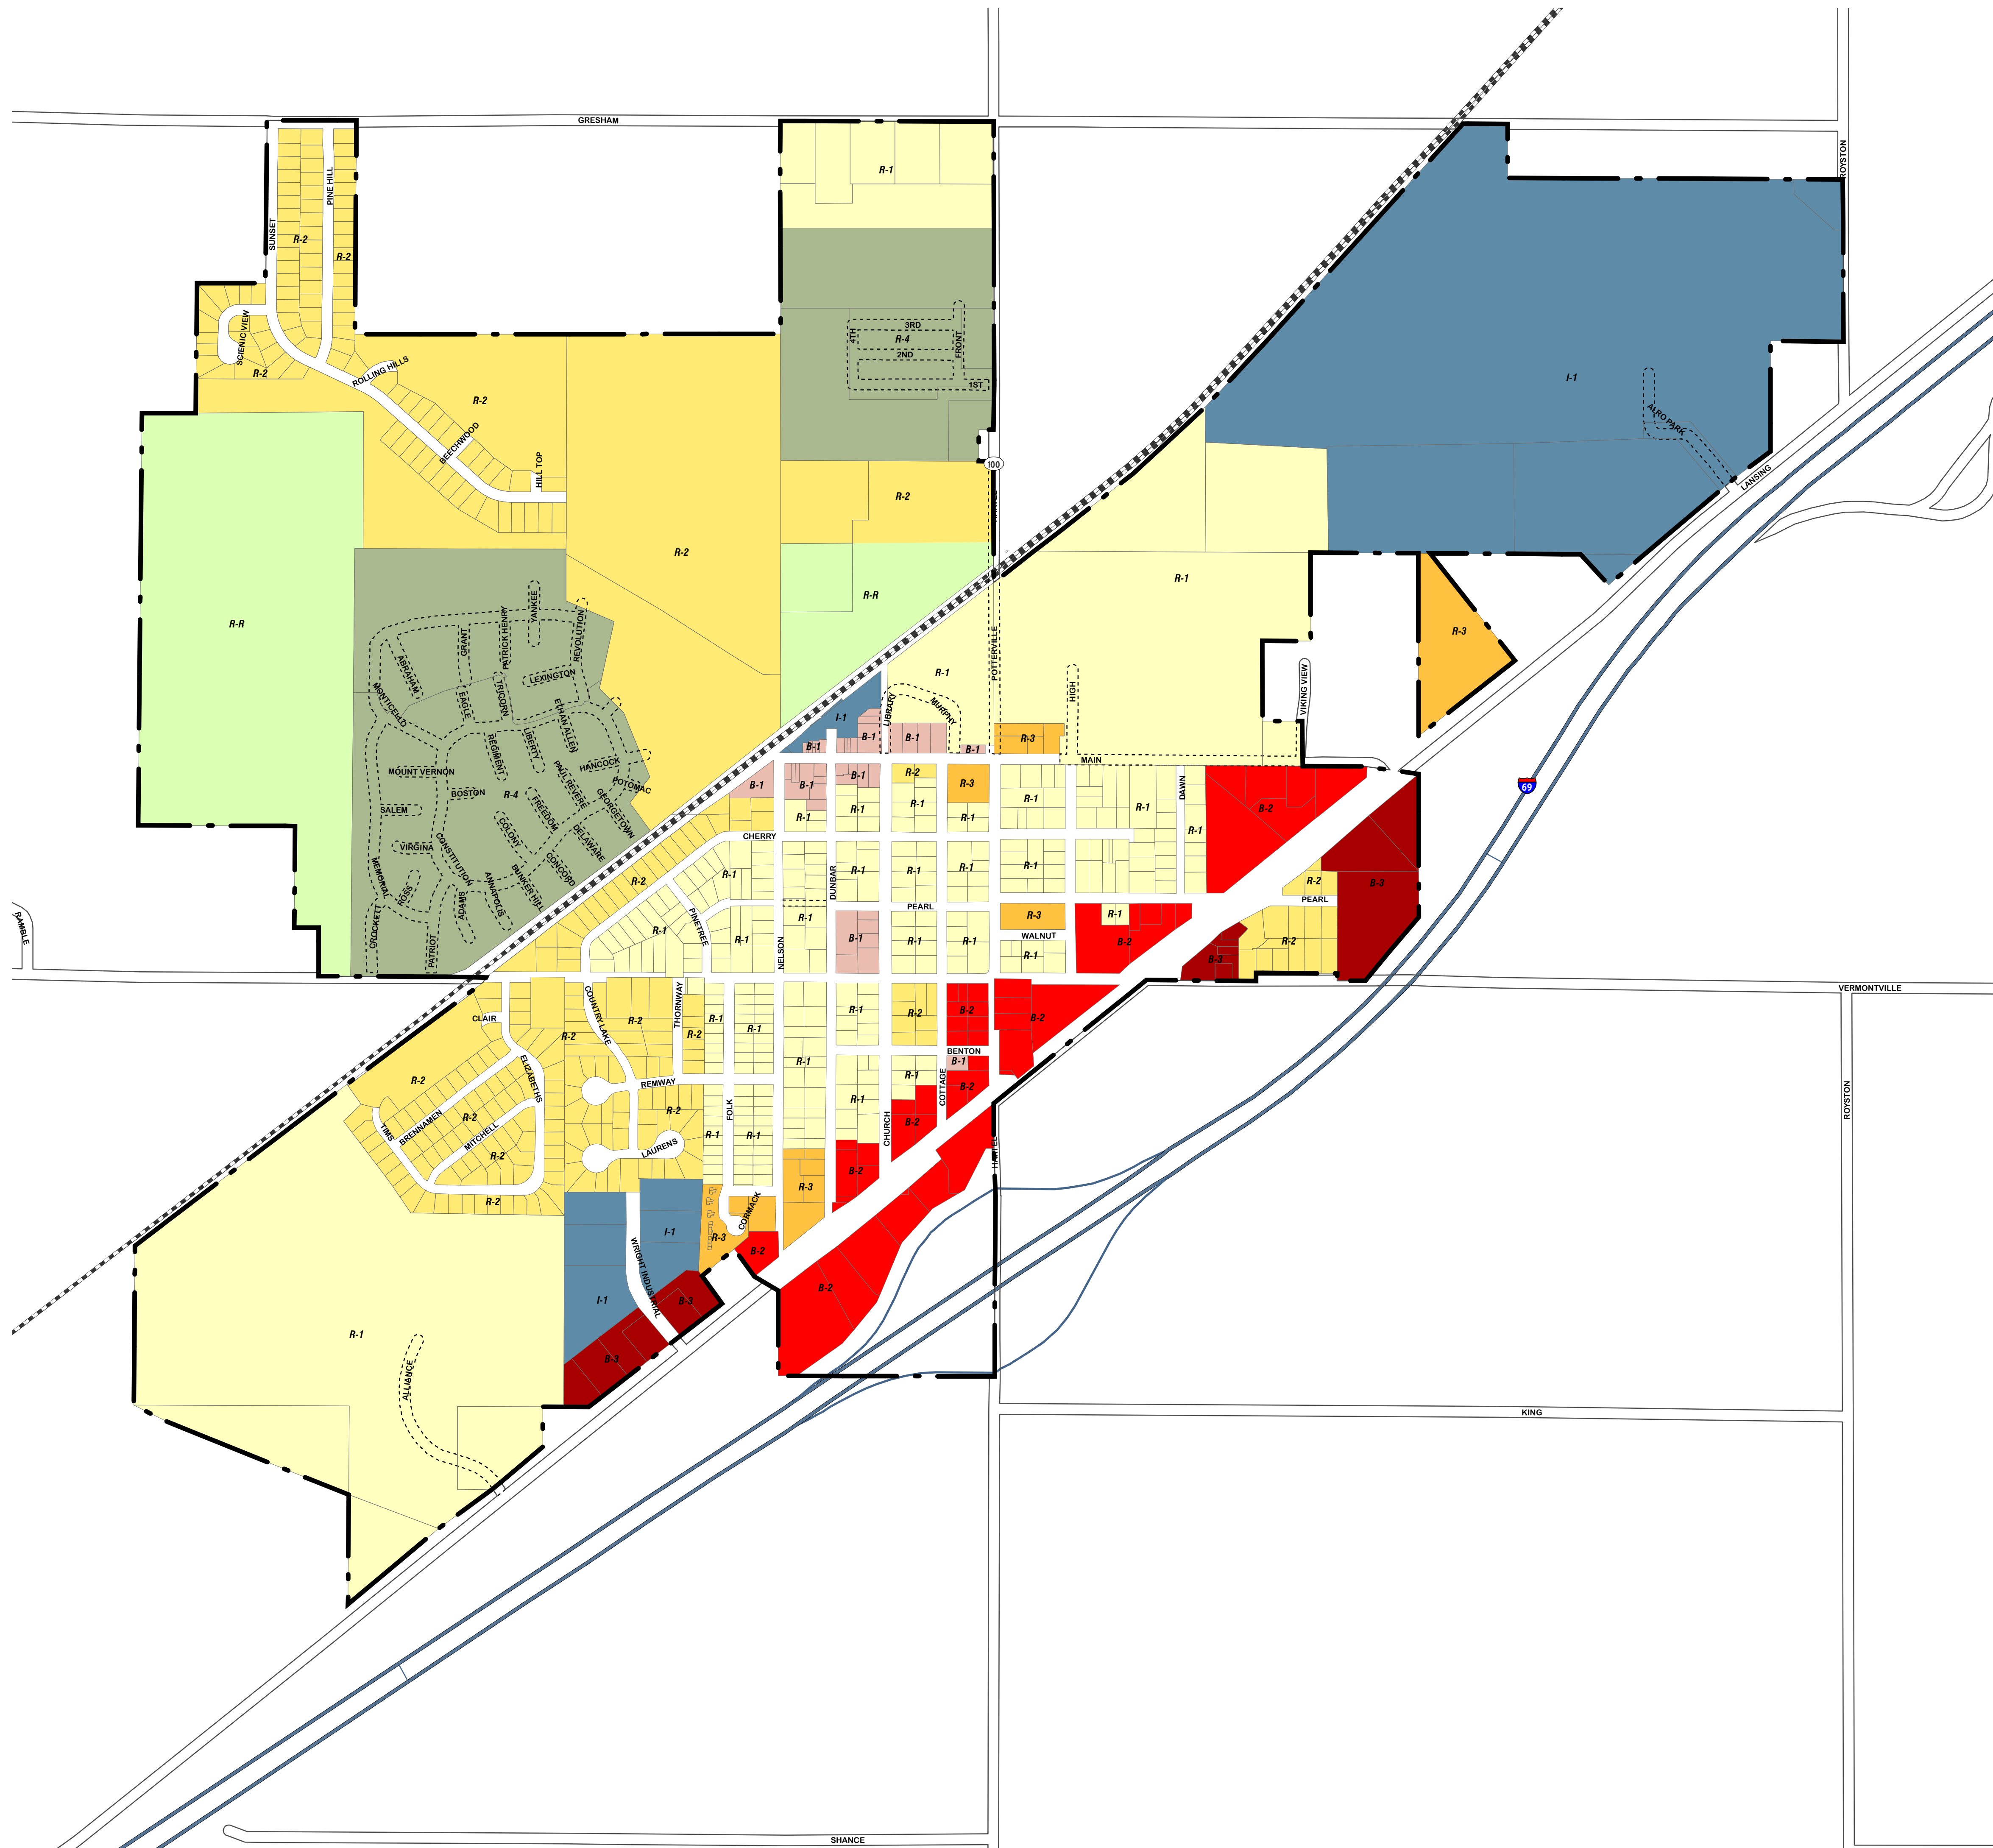 GRESHAM
ROYSTON
PINE HILL
R-1
SUNSET
R-2
R-2
SCIENIC VIEW
3RD
4TH
R-4
FRONT
2ND
1ST
R-2
ROLLING HILLS
R-2
I-1
ALRO PARK
BEECHWOOD
HILL TOP
100
LANSING
R-2
R-2
R-1
R-R
R-R
YANKEE
PATRICK HENRY
GRANT
REVOLUTION
R-3
POTTERVILLE
ABRAHAM
LEXINGTON
R-1
HIGH
VIKING VIEW
MONTICELLO
EAGLE
TRICORN
ETHAN ALLEN
LIBRARY
MURPHY
I-1
B-1
B-1
B-1
B-1
R-3
REGIMENT
LIBERTY
HANCOCK
MAIN
MOUNT VERNON
PAUL REVERE
POTOMAC
BOSTON
R-4
B-1
B-1
B-1
R-2
R-3
DAWN
69
SALEM
FREEDOM
GEORGETOWN
R-1
R-1
R-1
R-1
R-1
R-1
B-2
COLONY
DELAWARE
CHERRY
R-1
VIRGINA
CONSTITUTION
CONCORD
MEMORIAL
ROSS
ADAMS
ANNAPOLIS
BUNKER HILL
R-2
R-1
DUNBAR
R-1
R-1
R-1
R-1
R-2
B-3
RAMBLE
CROCKETT
PATRIOT
PINETREE
PEARL
PEARL
R-1
R-1
R-1
NELSON
B-1
R-1
R-1
R-3
R-1
WALNUT
R-1
B-2
R-2
B-3
VERMONTVILLE
CLAIR
COUNTRY LAKE
R-2
R-2
THORNWAY
R-2
R-1
R-1
R-1
R-2
B-2
B-2
BENTON
ELIZABETHS
R-2
REMWAY
R-1
R-1
B-1
B-2
COTTAGE
ROYSTON
BRENNAMEN
R-2
TIMS
MITCHELL
R-2
R-2
FOLK
R-1
R-1
R-1
CHURCH
B-2
LAURENS
HARTEL
R-2
B-2
R-3
CORMACK
I-1
R-3
B-2
WRIGHT INDUSTRIAL
I-1
B-3
B-2
R-1
B-3
ALLIANCE
KING
SHANCE